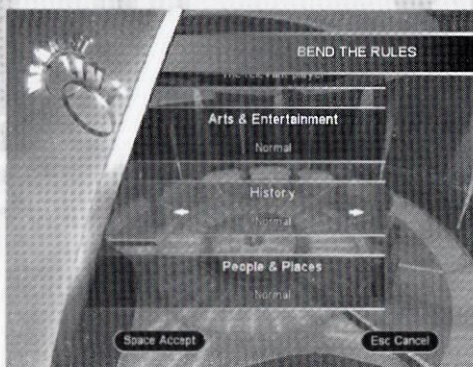 BEND THE RULES
Arts & Entertainment
Normal
History
Normal
People & Places
Normal
Space Accept
Esc Cancel